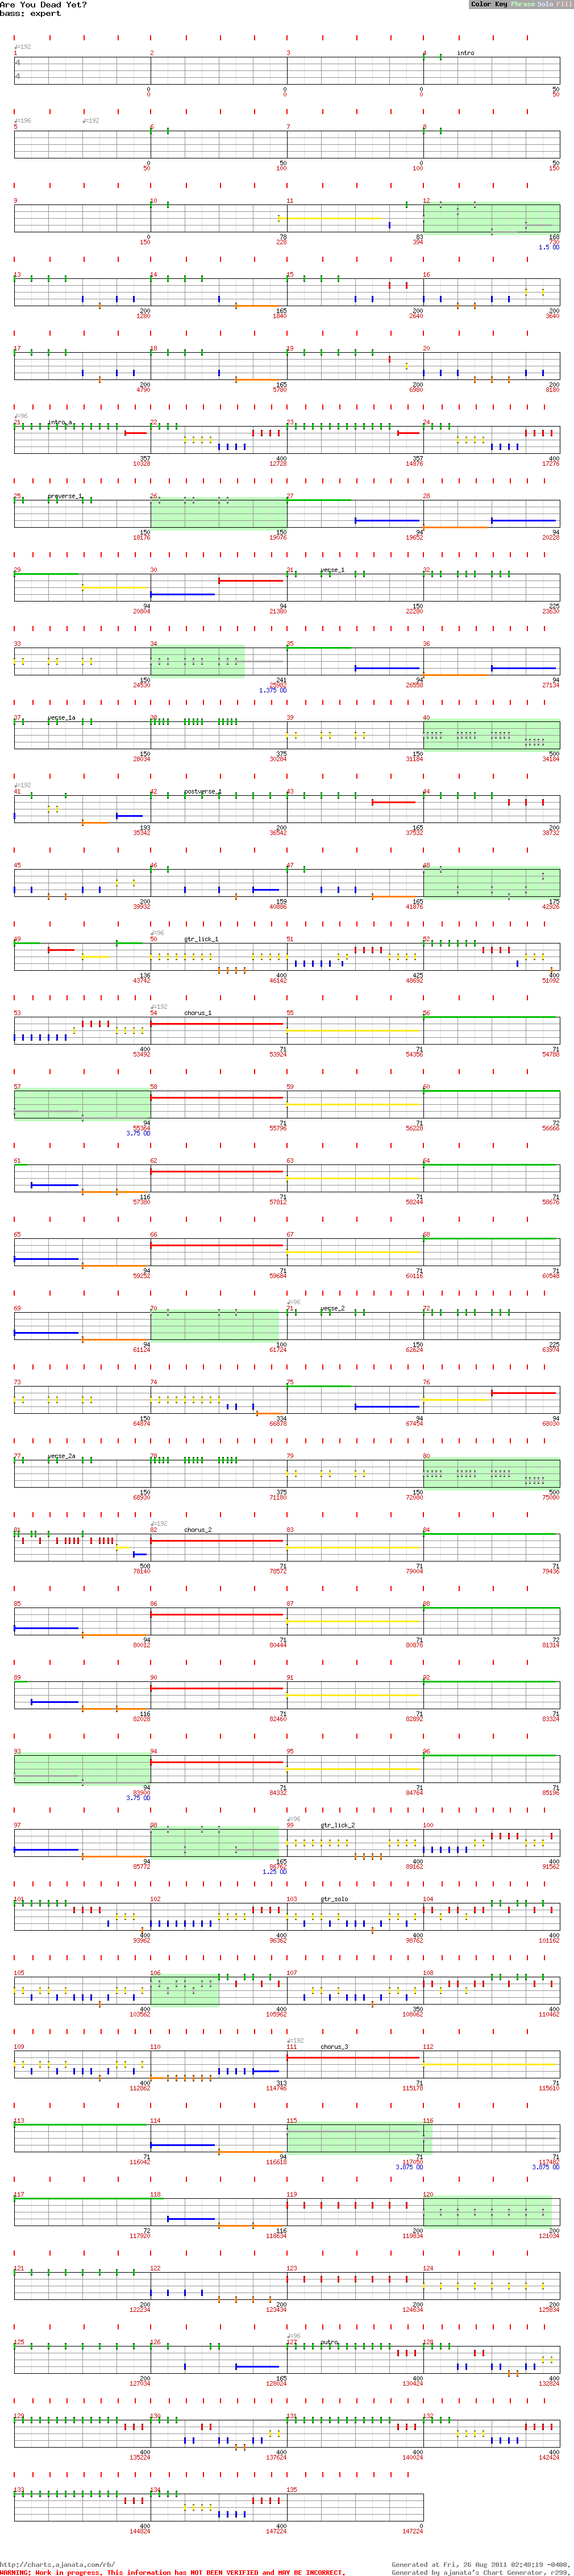 Are You Dead Yet?
bass: expert
Color Key Phrase Solo Fill
♩=192
1 2 3 4 intro
0 0 0 50
0 0 0 50
♩=196 ♩=192
5 6 7 8
0 50 0 50
50 100 100 150
9 10 11 12
0 78 83 168
150 228 394 730
1.5 OD
13 14 15 16
200 165 200 200
1280 1840 2640 3640
17 18 19 20
200 165 200 200
4790 5780 6980 8180
♩=96
21 intro_a 22 23 24
357 400 357 400
10328 12728 14876 17276
25 preverse_1 26 27 28
150 150 94 94
18176 19076 19652 20228
29 30 31 verse_1 32
94 94 150 225
20804 21380 22280 23630
33 34 35 36
150 241 94 94
24530 25982 26558 27134
1.375 OD
37 verse_1a 38 39 40
150 375 150 500
28034 30284 31184 34184
♩=192
41 42 postverse_1 43 44
193 200 165 200
35342 36542 37532 38732
45 46 47 48
200 159 165 175
39932 40886 41876 42926
♩=96
49 50 gtr_lick_1 51 52
136 400 425 400
43742 46142 48692 51092
♩=192
53 54 chorus_1 55 56
400 71 71 71
53492 53924 54356 54788
57 58 59 60
94 71 71 72
55364 55796 56228 56666
3.75 OD
61 62 63 64
116 71 71 71
57380 57812 58244 58676
65 66 67 68
94 71 71 71
59252 59684 60116 60548
♩=96
69 70 71 verse_2 72
94 100 150 225
61124 61724 62624 63974
73 74 75 76
150 334 94 94
64874 66878 67454 68030
77 verse_2a 78 79 80
150 375 150 500
68930 71180 72080 75080
♩=192
81 82 chorus_2 83 84
508 71 71 71
78140 78572 79004 79436
85 86 87 88
94 71 71 72
80012 80444 80876 81314
89 90 91 92
116 71 71 71
82028 82460 82892 83324
93 94 95 96
94 71 71 71
83900 84332 84764 85196
3.75 OD
♩=96
97 98 99 gtr_lick_2 100
94 165 400 400
85772 86762 89162 91562
1.25 OD
101 102 103 gtr_solo 104
400 400 400 400
93962 96362 98762 101162
105 106 107 108
400 400 350 400
103562 105962 108062 110462
♩=192
109 110 111 chorus_3 112
400 313 71 71
112862 114746 115178 115610
113 114 115 116
71 94 71 71
116042 116618 117050 117482
3.875 OD 3.875 OD
117 118 119 120
72 116 200 200
117920 118634 119834 121034
121 122 123 124
200 200 200 200
122234 123434 124634 125834
♩=96
125 126 127 outro 128
200 165 400 400
127034 128024 130424 132824
129 130 131 132
400 400 400 400
135224 137624 140024 142424
133 134 135
400 400 0
144824 147224 147224
http://charts.ajanata.com/rb/ Generated at Fri, 26 Aug 2011 02:48:19 -0400,
WARNING: Work in progress. This information has NOT BEEN VERIFIED and MAY BE INCORRECT. Generated by ajanata's Chart Generator, r299,